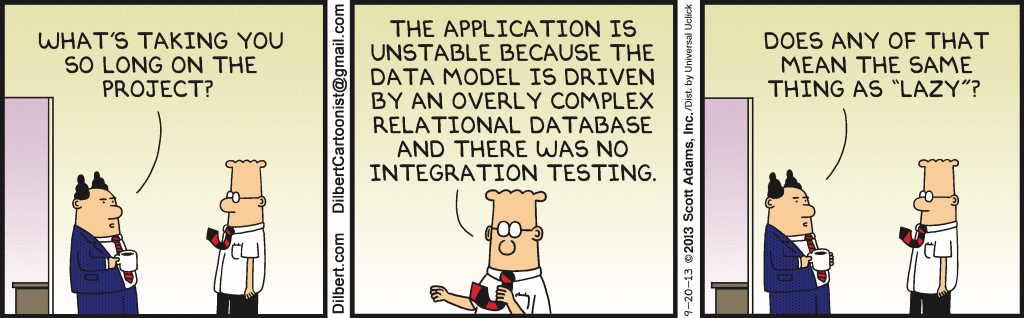 WHAT'S TAKING YOU
SO LONG ON THE
PROJECT?
Dilbert.com DilbertCartoonist@gmail.com
THE APPLICATION IS
UNSTABLE BECAUSE THE
DATA MODEL IS DRIVEN
BY AN OVERLY COMPLEX
RELATIONAL DATABASE
AND THERE WAS NO
INTEGRATION TESTING.
9-20-13 © 2013 Scott Adams, Inc. /Dist. by Universal Uclick
DOES ANY OF THAT
MEAN THE SAME
THING AS "LAZY"?